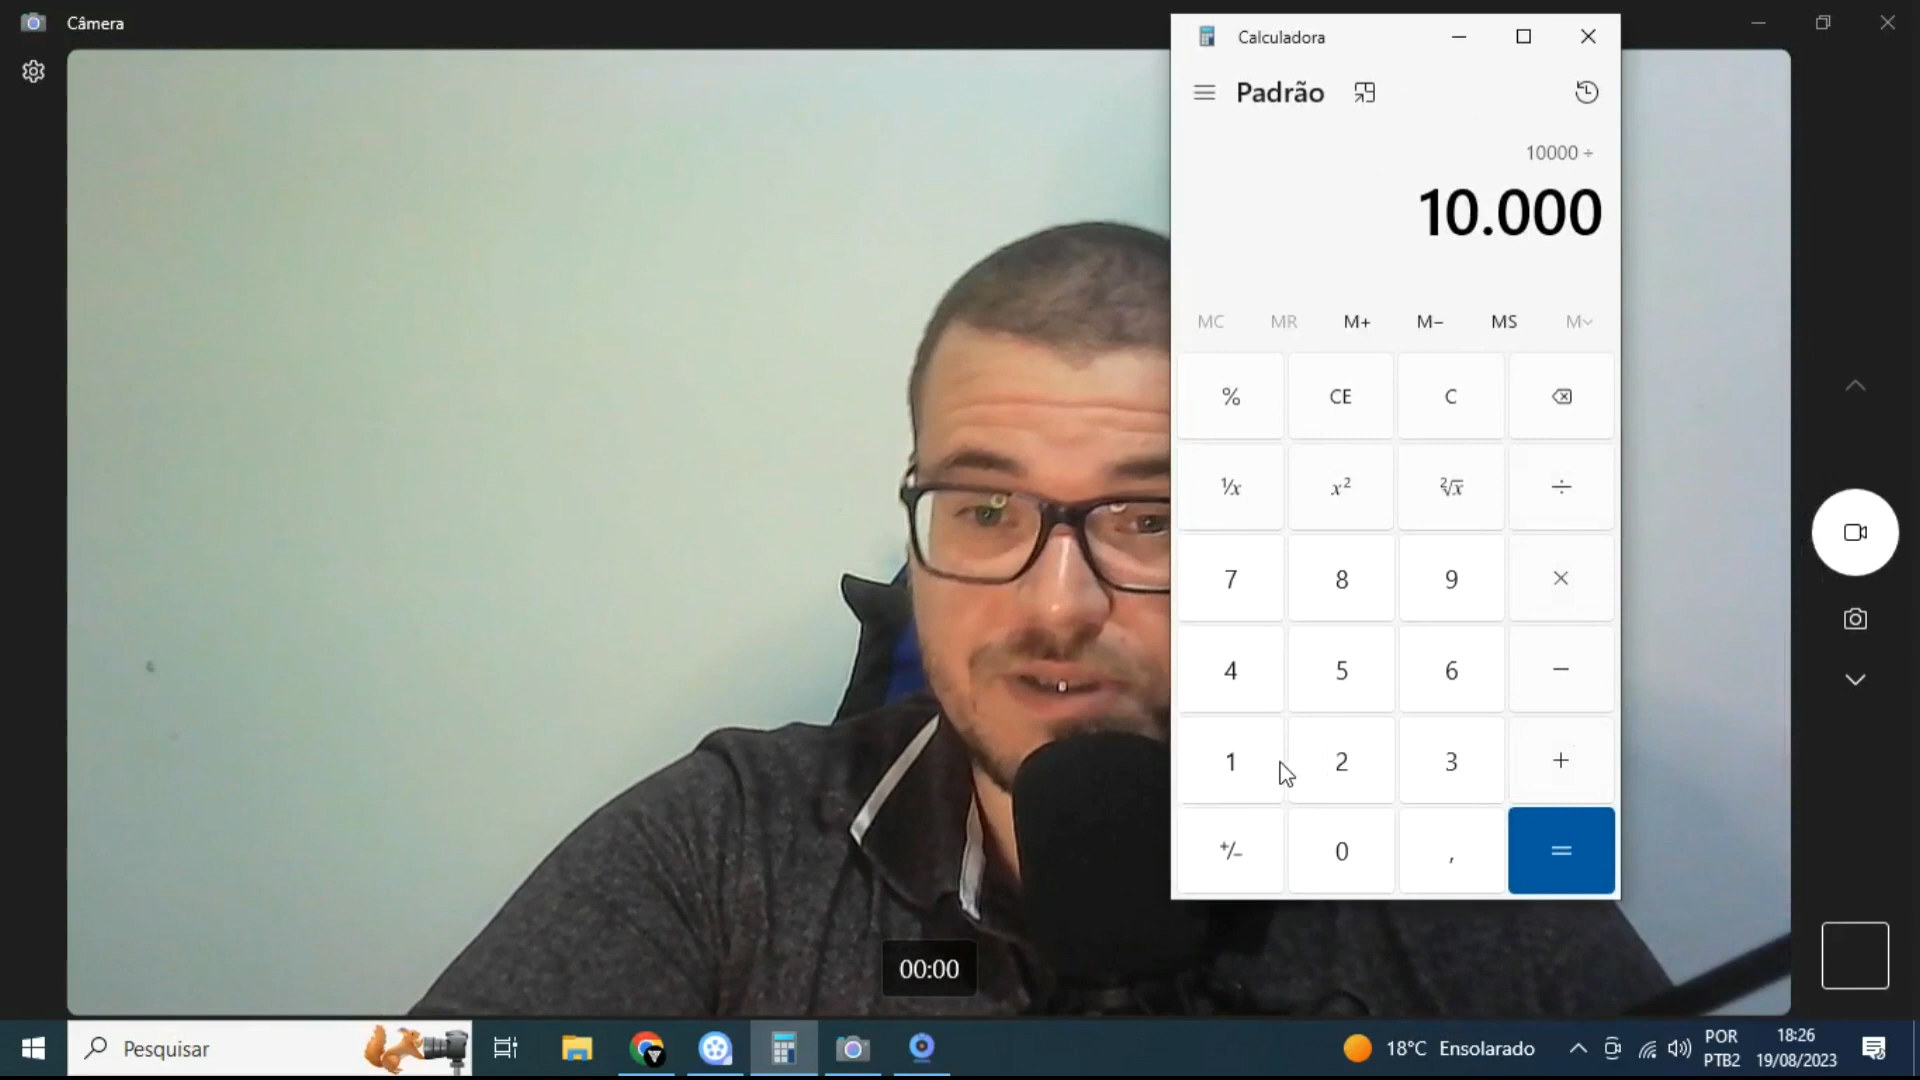 Câmera
Calculadora
Padrão
10000 ÷
10.000
MC MR M+ M− MS M
% CE C
¹/x x² ²√x ÷
7 8 9 ×
4 5 6 −
1 2 3 +
+/− 0 , =
00:00
Pesquisar
18°C Ensolarado
POR
PTB2
18:26
19/08/2023